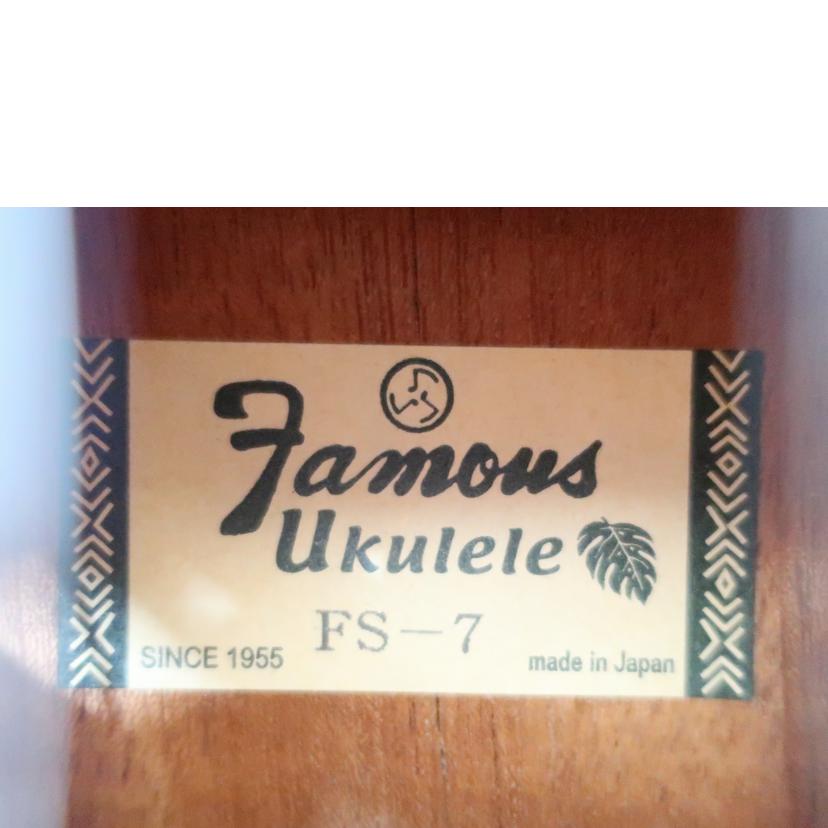 Famous
Ukulele
FS-7
SINCE 1955
made in Japan